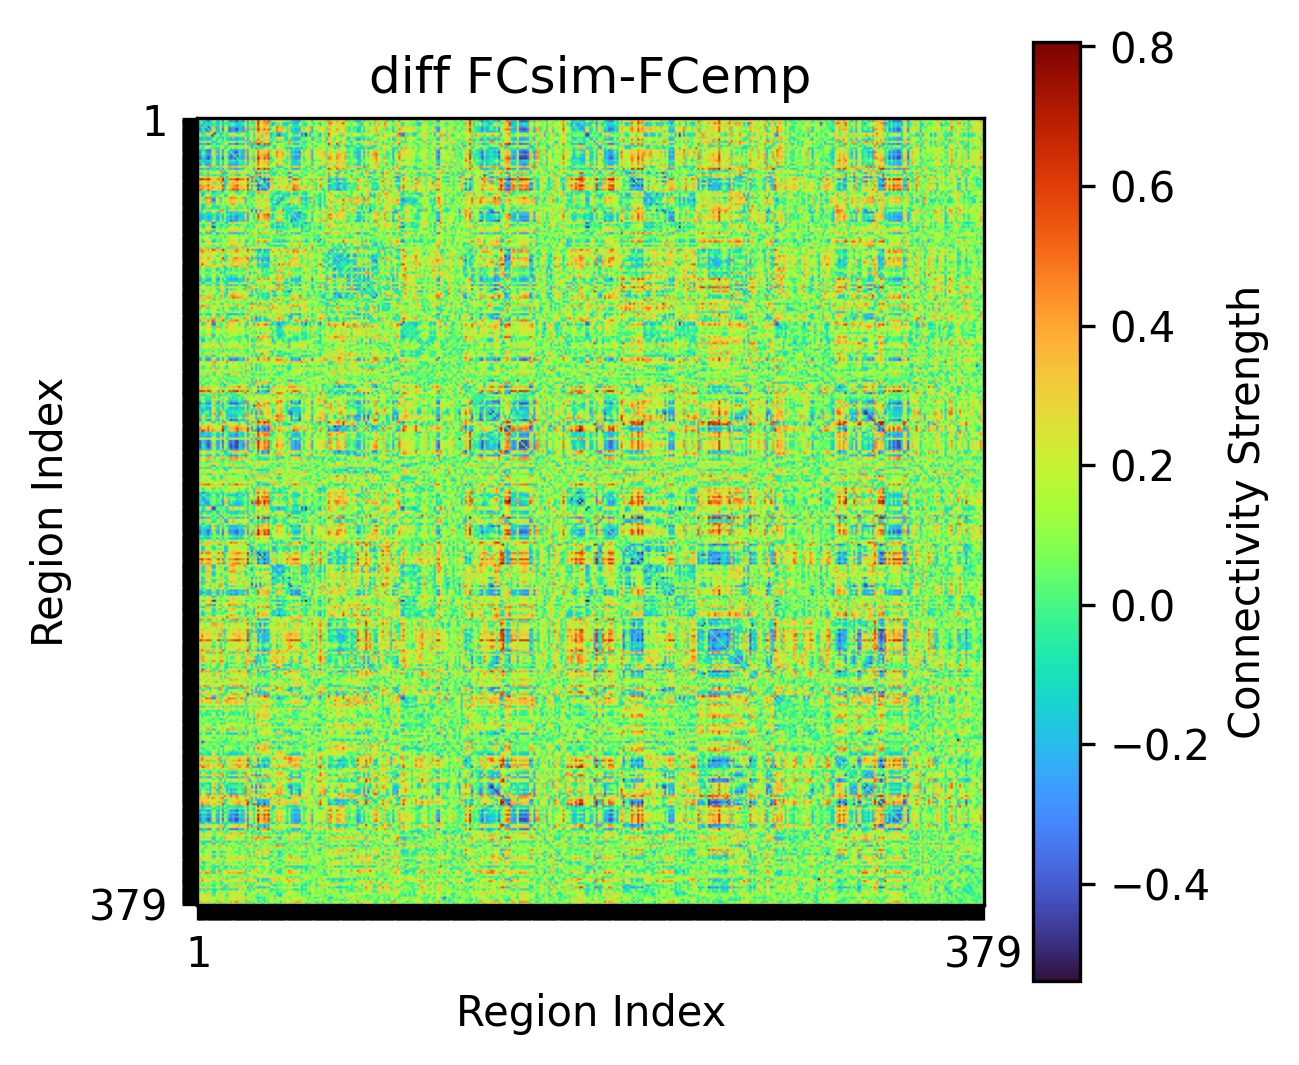 diff FCsim-FCemp
1
379
1
379
Region Index
Region Index
0.8
0.6
0.4
0.2
0.0
−0.2
−0.4
Connectivity Strength